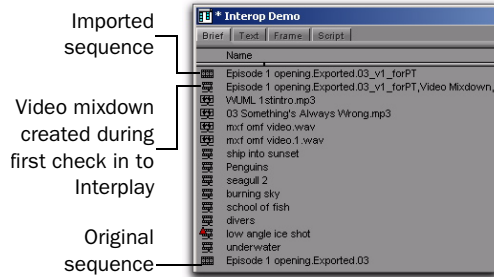 Imported
sequence
Video mixdown
created during
first check in to
Interplay
Original
sequence
* Interop Demo
Brief Text Frame Script
Name
Episode 1 opening.Exported.03_v1_forPT
Episode 1 opening.Exported.03_v1_forPT,Video Mixdown,
WUML 1stintro.mp3
03 Something's Always Wrong.mp3
mxf omf video.wav
mxf omf video.1.wav
ship into sunset
Penguins
seagull 2
burning sky
school of fish
divers
low angle ice shot
underwater
Episode 1 opening.Exported.03